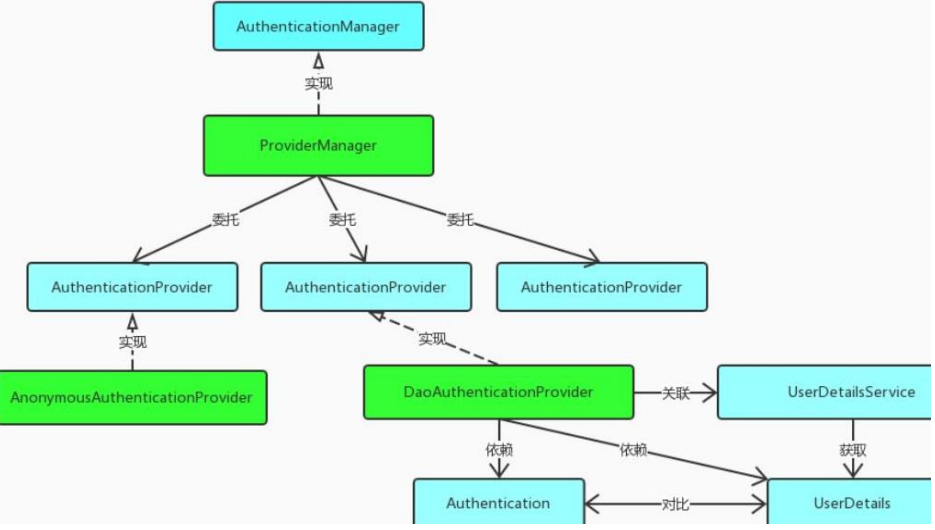 AuthenticationManager
实现
ProviderManager
委托 委托 委托
AuthenticationProvider AuthenticationProvider AuthenticationProvider
实现 实现
AnonymousAuthenticationProvider DaoAuthenticationProvider 关联 UserDetailsService
依赖 依赖 获取
Authentication 对比 UserDetails